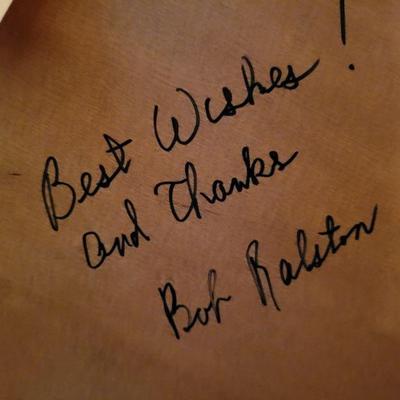 Best Wishes!
and Thanks
Bob Ralston